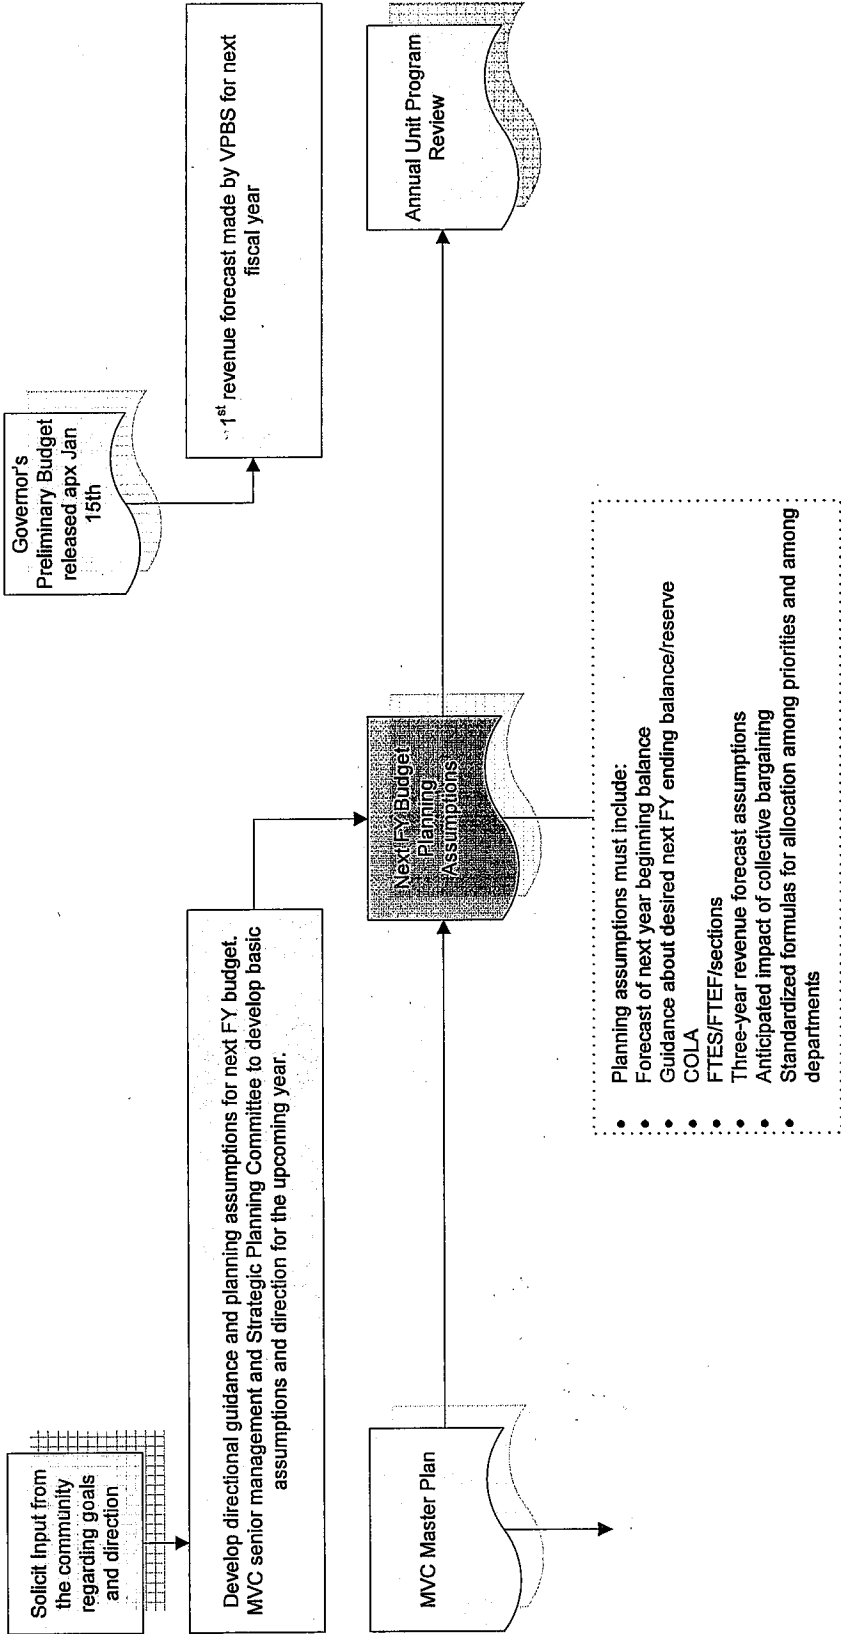 Solicit Input from
the community
regarding goals
and direction
Governor's
Preliminary Budget
released apx Jan
15th
Develop directional guidance and planning assumptions for next FY budget.
MVC senior management and Strategic Planning Committee to develop basic
assumptions and direction for the upcoming year.
1st revenue forecast made by VPBS for next
fiscal year
MVC Master Plan
Next FY Budget
Planning
Assumptions
Annual Unit Program
Review
• Planning assumptions must include:
• Forecast of next year beginning balance
• Guidance about desired next FY ending balance/reserve
• COLA
• FTES/FTEF/sections
• Three-year revenue forecast assumptions
• Anticipated impact of collective bargaining
• Standardized formulas for allocation among priorities and among
departments